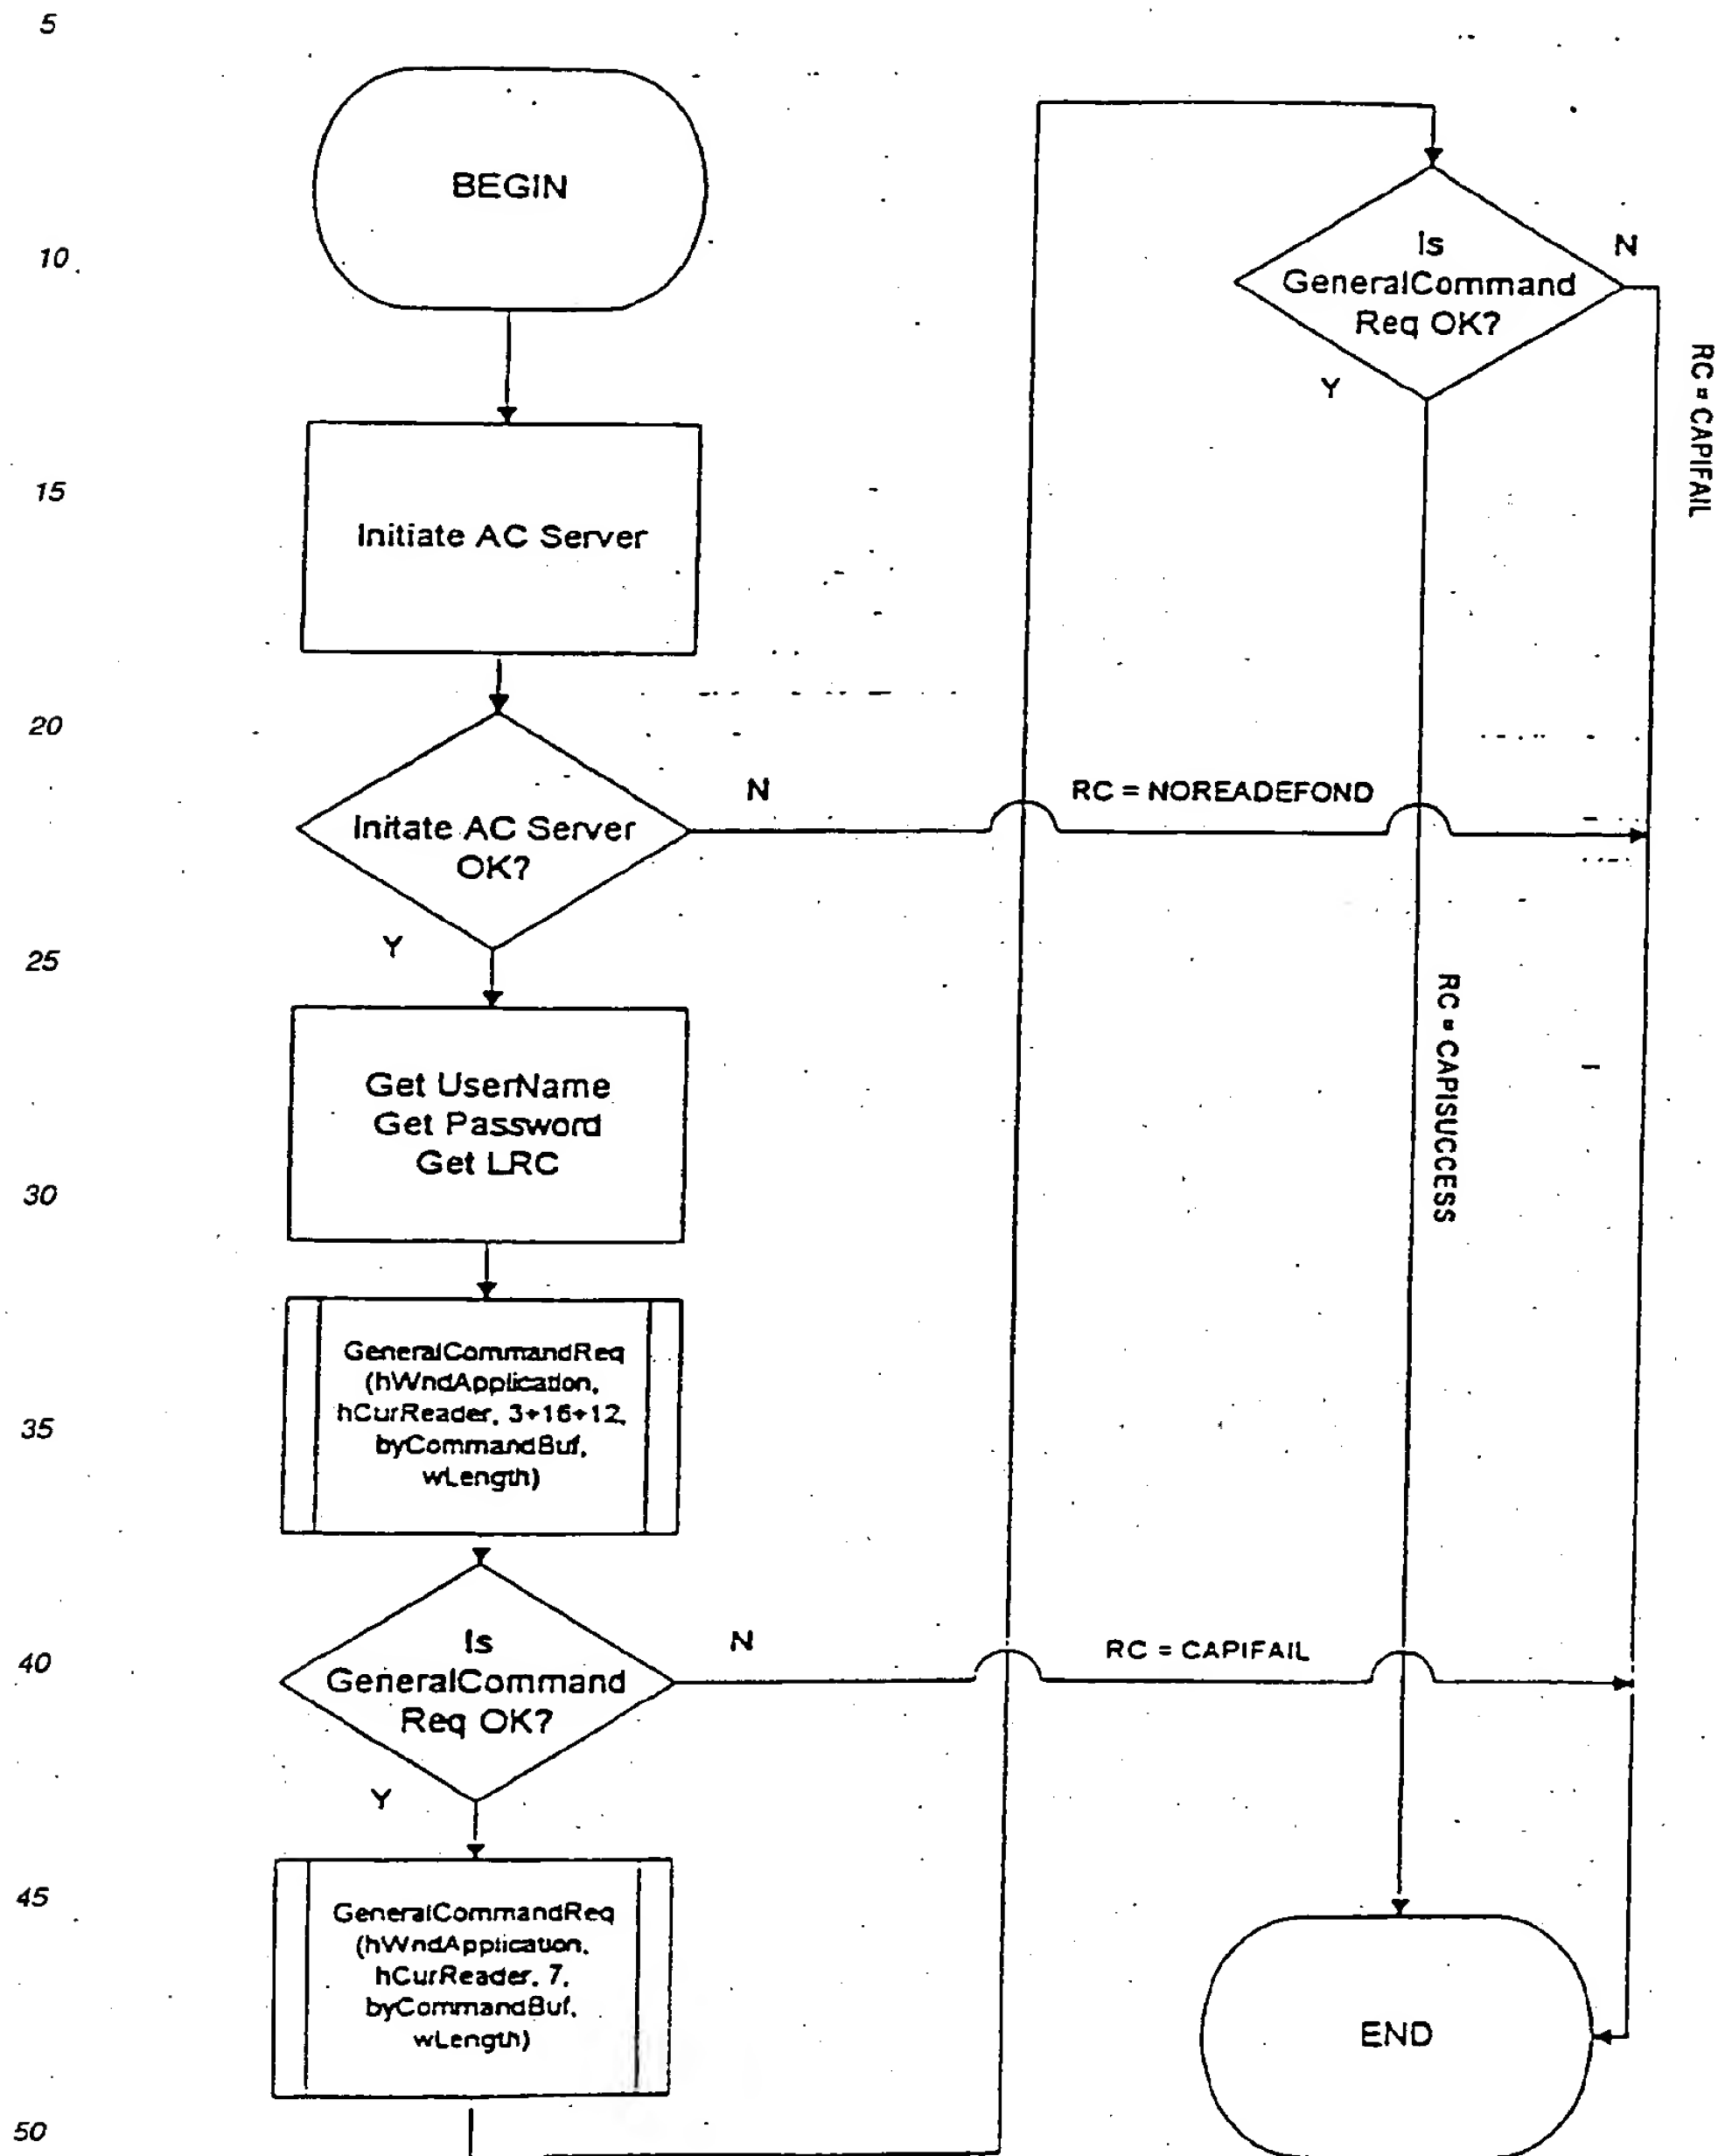 5
BEGIN
10
Initiate AC Server
15
20
Initate AC Server
OK?
N
RC = NOREADEFOND
Y
25
Get UserName
Get Password
Get LRC
30
GeneralCommandReq
(hWndApplication,
hCurReader, 3+16+12,
byCommandBuf,
wLength)
35
Is
GeneralCommand
Req OK?
N
RC = CAPIFAIL
40
Y
GeneralCommandReq
(hWndApplication,
hCurReader, 7,
byCommandBuf,
wLength)
45
50
Is
GeneralCommand
Req OK?
N
Y
RC = CAPIFAIL
RC = CAPISUCCESS
END